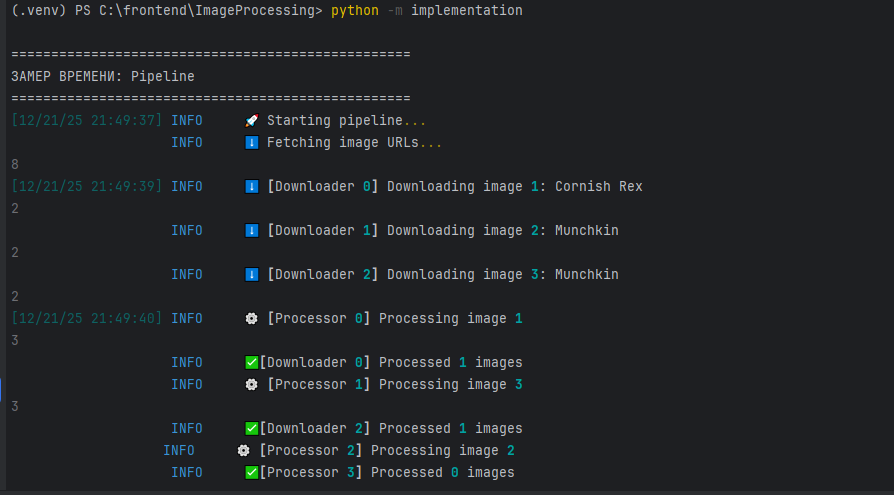 (.venv) PS C:\frontend\ImageProcessing> python -m implementation
==================================================
ЗАМЕР ВРЕМЕНИ: Pipeline
==================================================
[12/21/25 21:49:37] INFO 🚀 Starting pipeline...
INFO ⬇️ Fetching image URLs...
8
[12/21/25 21:49:39] INFO ⬇️ [Downloader 0] Downloading image 1: Cornish Rex
2
INFO ⬇️ [Downloader 1] Downloading image 2: Munchkin
2
INFO ⬇️ [Downloader 2] Downloading image 3: Munchkin
2
[12/21/25 21:49:40] INFO ⚙️ [Processor 0] Processing image 1
3
INFO ✅[Downloader 0] Processed 1 images
INFO ⚙️ [Processor 1] Processing image 3
3
INFO ✅[Downloader 2] Processed 1 images
INFO ⚙️ [Processor 2] Processing image 2
INFO ✅[Processor 3] Processed 0 images